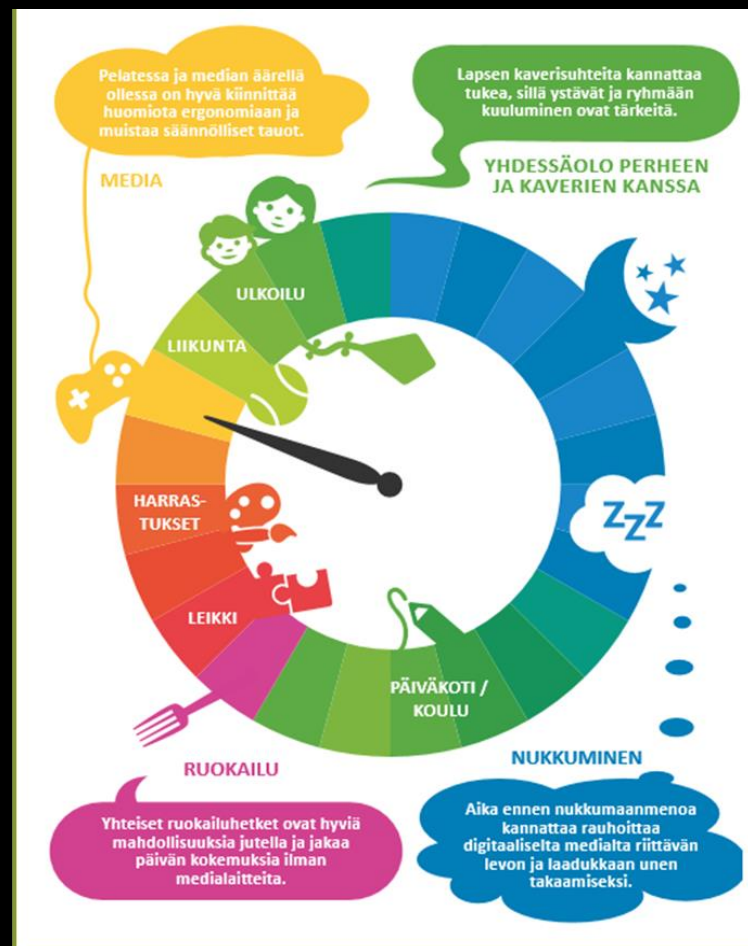 Pelatessa ja median äärellä
ollessa on hyvä kiinnittää
huomiota ergonomiaan ja
muistaa säännölliset tauot.
MEDIA
Lapsen kaverisuhteita kannattaa
tukea, sillä ystävät ja ryhmään
kuuluminen ovat tärkeitä.
YHDESSÄOLO PERHEEN
JA KAVERIEN KANSSA
ULKOILU
LIIKUNTA
HARRAS-
TUKSET
LEIKKI
ZZZ
PÄIVÄKOTI /
KOULU
RUOKAILU
Yhteiset ruokailuhetket ovat hyviä
mahdollisuuksia jutella ja jakaa
päivän kokemuksia ilman
medialaitteita.
NUKKUMINEN
Aika ennen nukkumaanmenoa
kannattaa rauhoittaa
digitaaliselta medialta riittävän
levon ja laadukkaan unen
takaamiseksi.